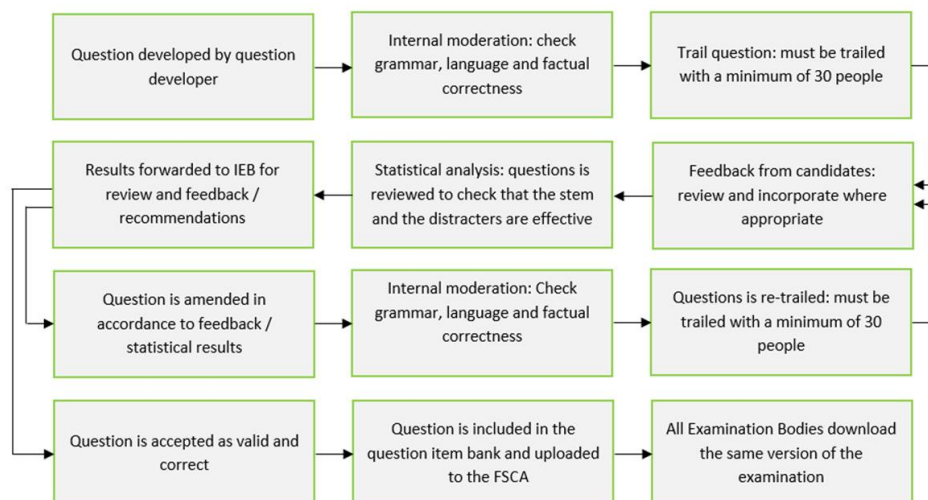 Question developed by question
developer
Internal moderation: check
grammar, language and factual
correctness
Trail question: must be trailed
with a minimum of 30 people
Results forwarded to IEB for
review and feedback /
recommendations
Statistical analysis: questions is
reviewed to check that the stem
and the distracters are effective
Feedback from candidates:
review and incorporate where
appropriate
Question is amended in
accordance to feedback /
statistical results
Internal moderation: Check
grammar, language and factual
correctness
Questions is re-trailed: must be
trailed with a minimum of 30
people
Question is accepted as valid and
correct
Question is included in the
question item bank and uploaded
to the FSCA
All Examination Bodies download
the same version of the
examination